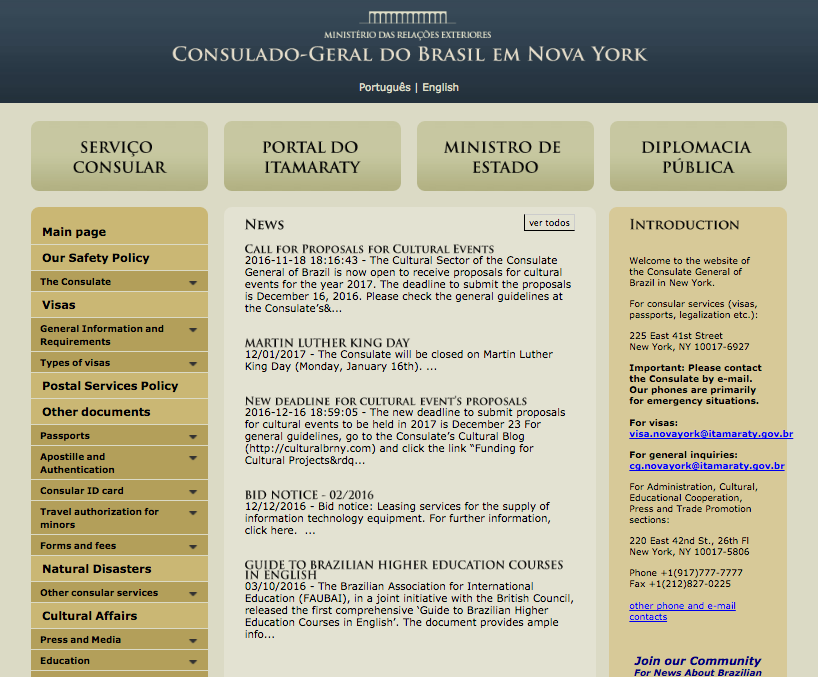 MINISTÉRIO DAS RELAÇÕES EXTERIORES
CONSULADO-GERAL DO BRASIL EM NOVA YORK
Português | English
SERVIÇO
CONSULAR
PORTAL DO
ITAMARATY
MINISTRO DE
ESTADO
DIPLOMACIA
PÚBLICA
Main page
Our Safety Policy
The Consulate
Visas
General Information and
Requirements
Types of visas
Postal Services Policy
Other documents
Passports
Apostille and
Authentication
Consular ID card
Travel authorization for
minors
Forms and fees
Natural Disasters
Other consular services
Cultural Affairs
Press and Media
Education
NEWS
ver todos
CALL FOR PROPOSALS FOR CULTURAL EVENTS
2016-11-18 18:16:43 - The Cultural Sector of the Consulate
General of Brazil is now open to receive proposals for cultural
events for the year 2017. The deadline to submit the proposals
is December 16, 2016. Please check the general guidelines at
the Consulate's&...
MARTIN LUTHER KING DAY
12/01/2017 - The Consulate will be closed on Martin Luther
King Day (Monday, January 16th). ...
NEW DEADLINE FOR CULTURAL EVENT'S PROPOSALS
2016-12-16 18:59:05 - The new deadline to submit proposals
for cultural events to be held in 2017 is December 23 For
general guidelines, go to the Consulate's Cultural Blog
(http://culturalbrny.com) and click the link “Funding for
Cultural Projects&rdq...
BID NOTICE - 02/2016
12/12/2016 - Bid notice: Leasing services for the supply of
information technology equipment. For further information,
click here. ...
GUIDE TO BRAZILIAN HIGHER EDUCATION COURSES
IN ENGLISH
03/10/2016 - The Brazilian Association for International
Education (FAUBAI), in a joint initiative with the British Council,
released the first comprehensive ‘Guide to Brazilian Higher
Education Courses in English’. The document provides ample
info...
INTRODUCTION
Welcome to the website of
the Consulate General of
Brazil in New York.
For consular services (visas,
passports, legalization etc.):
225 East 41st Street
New York, NY 10017-6927
Important: Please contact
the Consulate by e-mail.
Our phones are primarily
for emergency situations.
For visas:
visa.novayork@itamaraty.gov.br
For general inquiries:
cg.novayork@itamaraty.gov.br
For Administration, Cultural,
Educational Cooperation,
Press and Trade Promotion
sections:
220 East 42nd St., 26th Fl
New York, NY 10017-5806
Phone +1(917)777-7777
Fax +1(212)827-0225
other phone and e-mail
contacts
Join our Community
For News About Brazilian